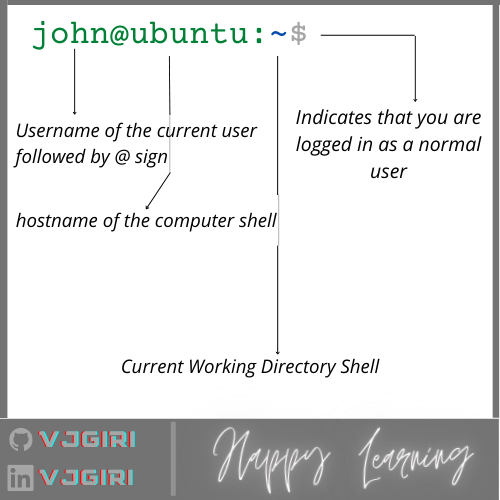 john@ubuntu:~$
Username of the current user
followed by @ sign
Indicates that you are
logged in as a normal
user
hostname of the computer shell
Current Working Directory Shell
VJGIRI
VJGIRI
Happy Learning